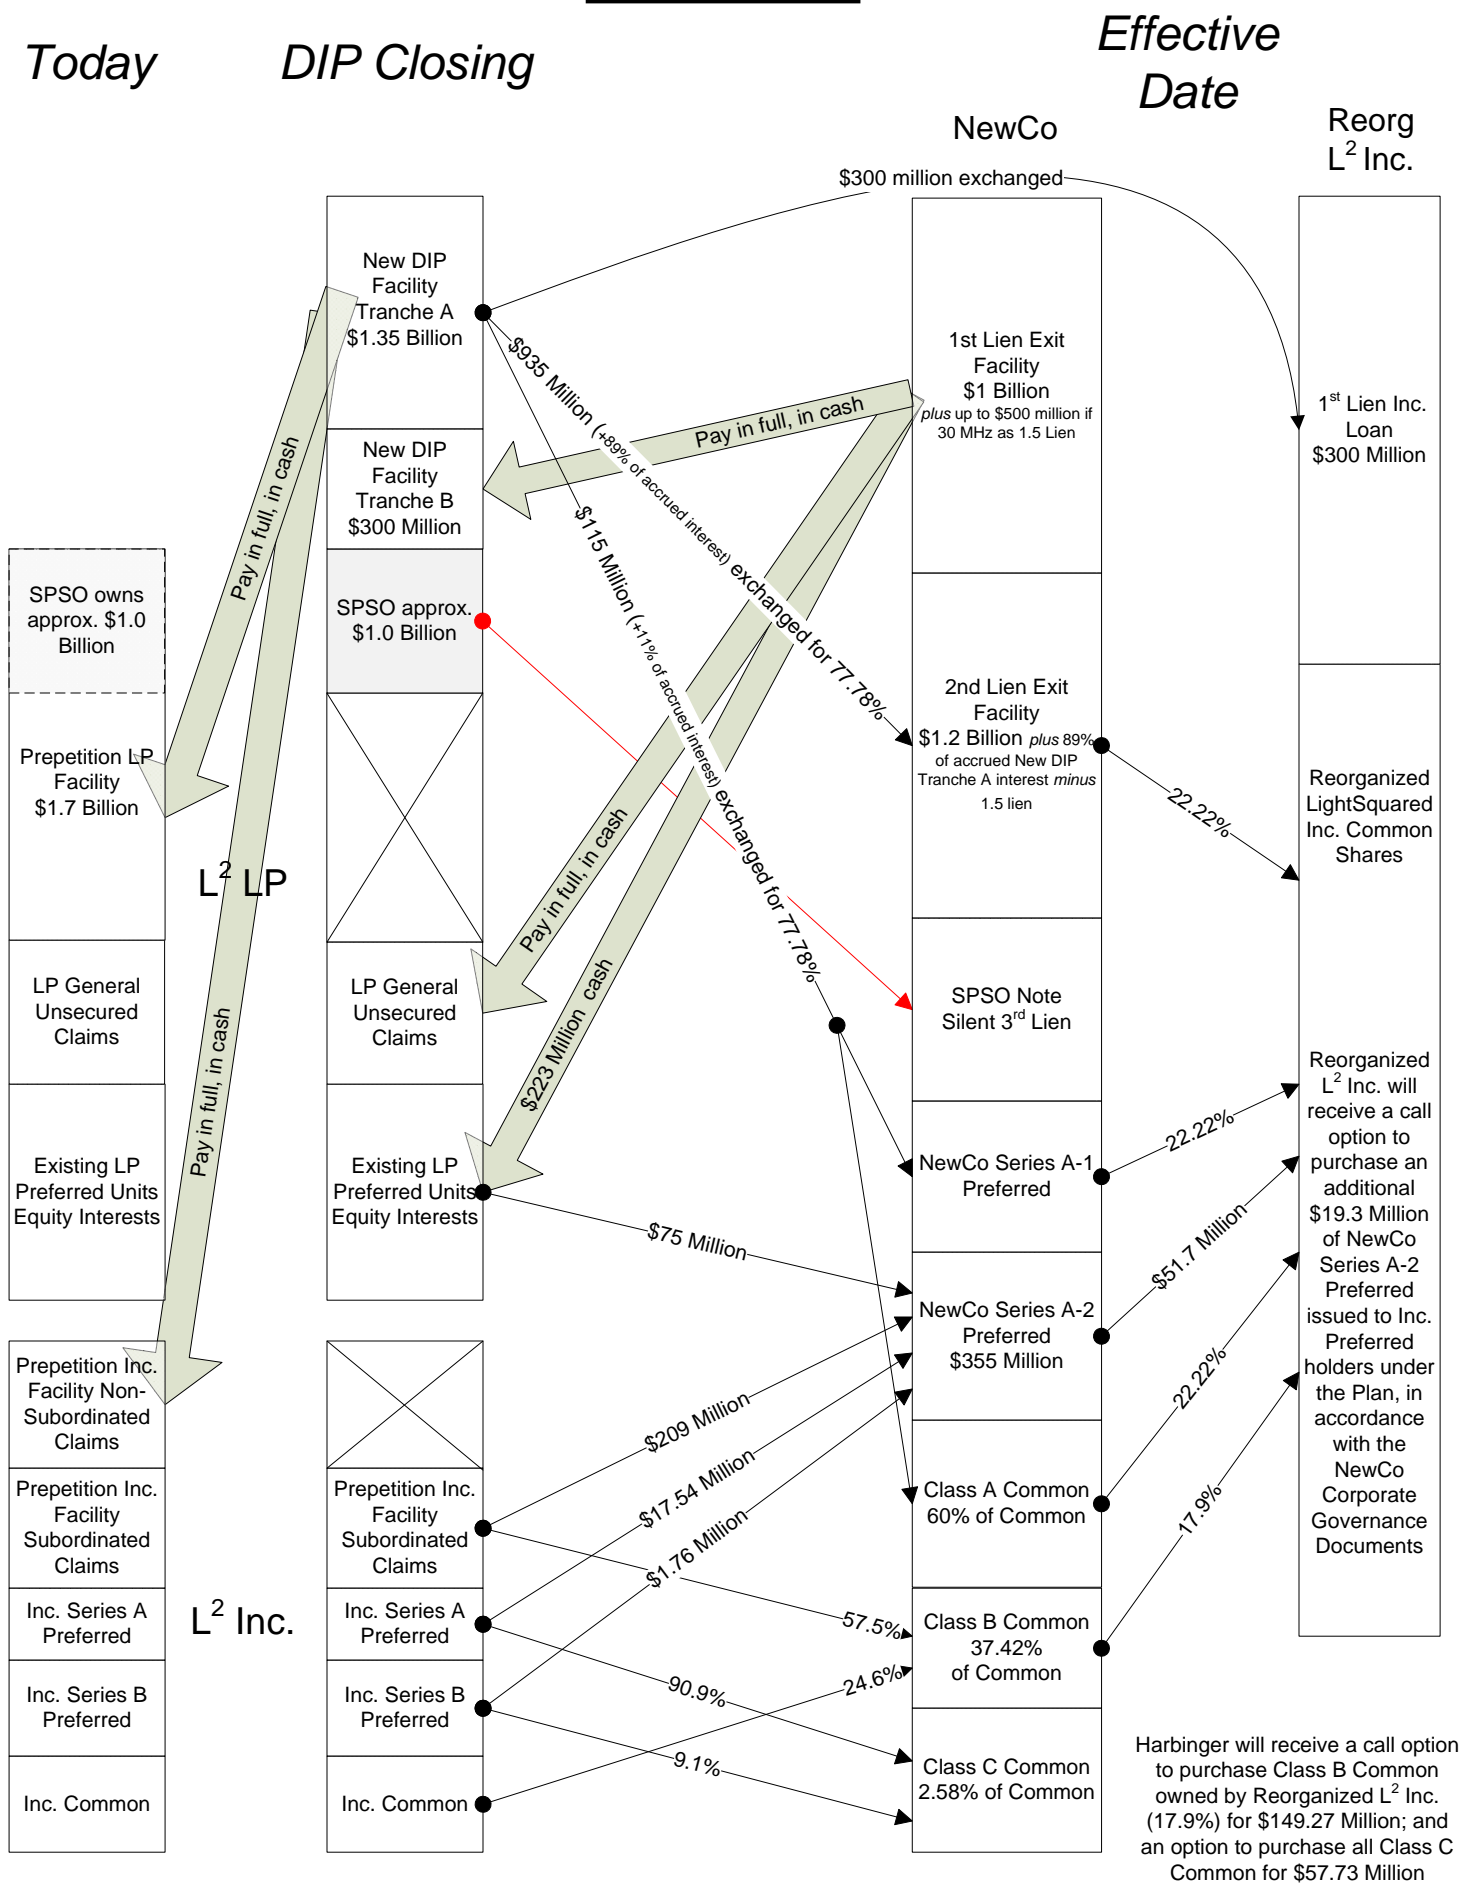 Today
DIP Closing
Effective
Date
NewCo
Reorg
L2 Inc.
$300 million exchanged
New DIP
Facility
Tranche A
$1.35 Billion
New DIP
Facility
Tranche B
$300 Million
SPSO approx.
$1.0 Billion
LP General
Unsecured
Claims
Existing LP
Preferred Units
Equity Interests
Prepetition Inc.
Facility
Subordinated
Claims
Inc. Series A
Preferred
Inc. Series B
Preferred
Inc. Common
SPSO owns
approx. $1.0
Billion
Prepetition LP
Facility
$1.7 Billion
L2 LP
LP General
Unsecured
Claims
Existing LP
Preferred Units
Equity Interests
Prepetition Inc.
Facility Non-
Subordinated
Claims
Prepetition Inc.
Facility
Subordinated
Claims
L2 Inc.
Inc. Series A
Preferred
Inc. Series B
Preferred
Inc. Common
Pay in full, in cash
Pay in full, in cash
Pay in full, in cash
Pay in full, in cash
$223 Million cash
$935 Million (+89% of accrued interest) exchanged for 77.78%
$115 Million (+11% of accrued interest) exchanged for 77.78%
$75 Million
$209 Million
$17.54 Million
$1.76 Million
57.5%
24.6%
90.9%
9.1%
1st Lien Exit
Facility
$1 Billion
plus up to $500 million if
30 MHz as 1.5 Lien
2nd Lien Exit
Facility
$1.2 Billion plus 89%
of accrued New DIP
Tranche A interest minus
1.5 lien
SPSO Note
Silent 3rd Lien
NewCo Series A-1
Preferred
NewCo Series A-2
Preferred
$355 Million
Class A Common
60% of Common
Class B Common
37.42%
of Common
Class C Common
2.58% of Common
22.22%
22.22%
$51.7 Million
22.22%
17.9%
1st Lien Inc.
Loan
$300 Million
Reorganized
LightSquared
Inc. Common
Shares
Reorganized
L2 Inc. will
receive a call
option to
purchase an
additional
$19.3 Million
of NewCo
Series A-2
Preferred
issued to Inc.
Preferred
holders under
the Plan, in
accordance
with the
NewCo
Corporate
Governance
Documents
Harbinger will receive a call option
to purchase Class B Common
owned by Reorganized L2 Inc.
(17.9%) for $149.27 Million; and
an option to purchase all Class C
Common for $57.73 Million